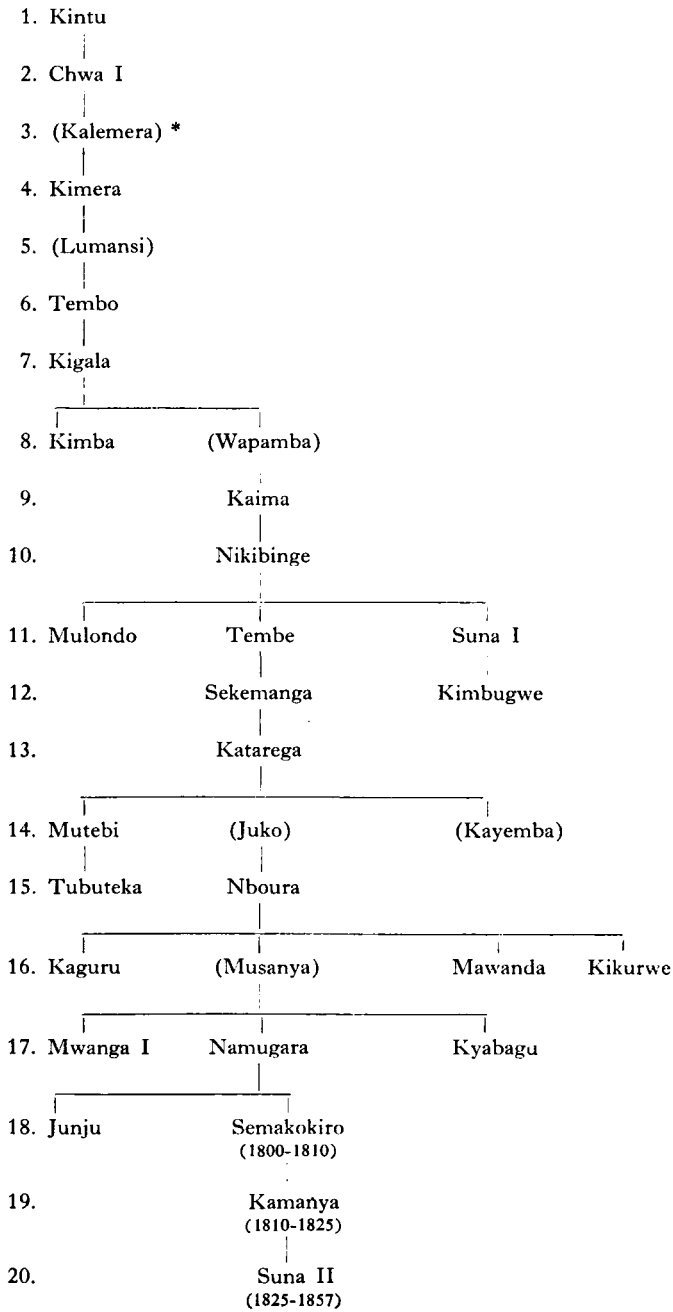 1. Kintu
2. Chwa I
3. (Kalemera) *
4. Kimera
5. (Lumansi)
6. Tembo
7. Kigala
8. Kimba (Wapamba)
9. Kaima
10. Nikibinge
11. Mulondo Tembe Suna I
12. Sekemanga Kimbugwe
13. Katarega
14. Mutebi (Juko) (Kayemba)
15. Tubuteka Nboura
16. Kaguru (Musanya) Mawanda Kikurwe
17. Mwanga I Namugara Kyabagu
18. Junju Semakokiro
(1800-1810)
19. Kamanya
(1810-1825)
20. Suna II
(1825-1857)